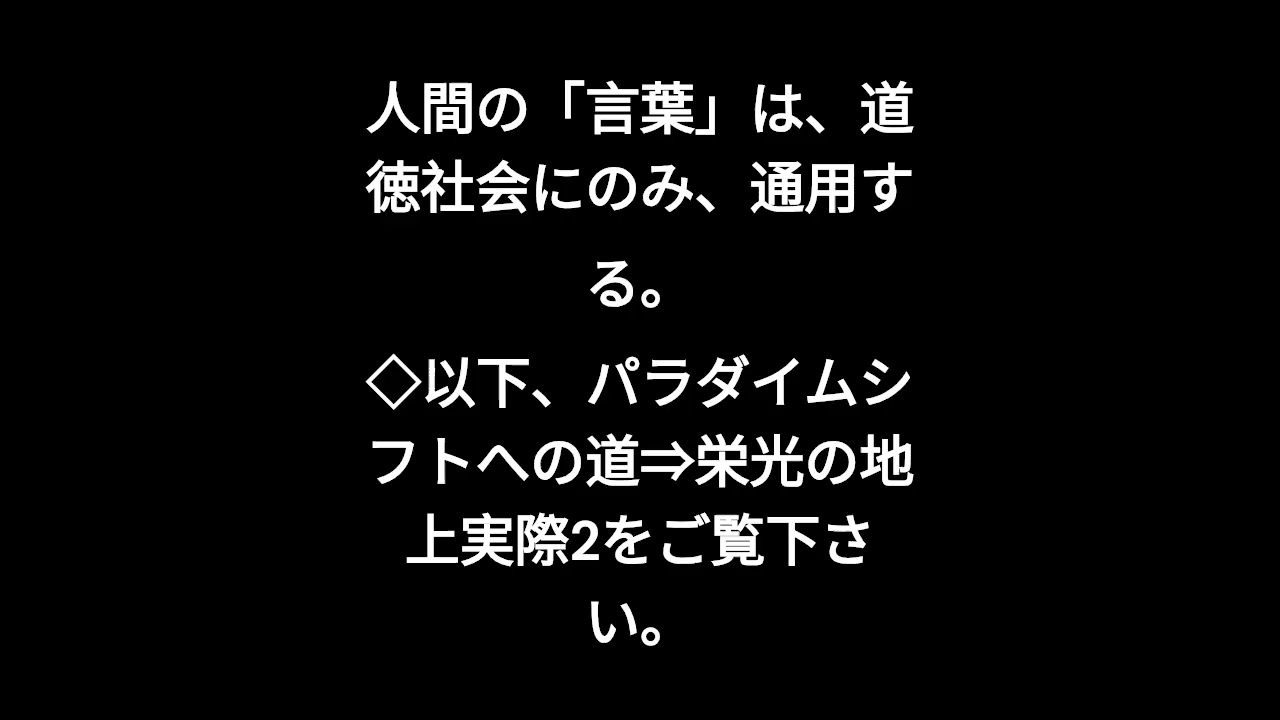 人間の「言葉」は、道
徳社会にのみ、通用す
る。
◇以下、パラダイムシ
フトへの道⇒栄光の地
上実際2をご覧下さ
い。